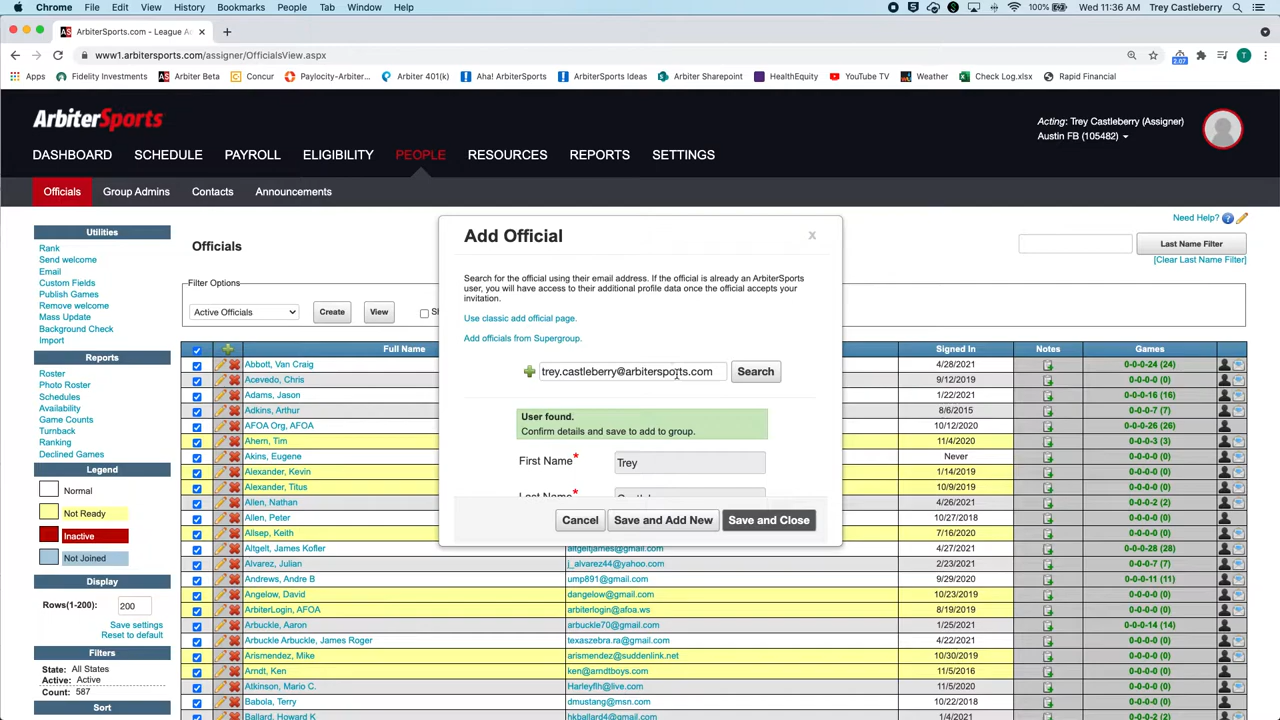 Chrome File Edit View History Bookmarks People Tab Window Help 100% Wed 11:36 AM Trey Castleberry
ArbiterSports.com - League A
www1.arbitersports.com/assigner/OfficialsView.aspx
Apps Fidelity Investments Arbiter Beta Concur Paylocity-Arbiter... Arbiter 401(k) Aha! ArbiterSports ArbiterSports Ideas Arbiter Sharepoint HealthEquity YouTube TV Weather Check Log.xlsx Rapid Financial
2.07
T
ArbiterSports
Acting: Trey Castleberry (Assigner)
Austin FB (105482)
DASHBOARD SCHEDULE PAYROLL ELIGIBILITY PEOPLE RESOURCES REPORTS SETTINGS
Officials Group Admins Contacts Announcements
Need Help?
Utilities
Rank
Send welcome
Email
Custom Fields
Publish Games
Remove welcome
Mass Update
Background Check
Import
Reports
Roster
Photo Roster
Schedules
Availability
Game Counts
Turnback
Ranking
Declined Games
Legend
Normal
Not Ready
Inactive
Not Joined
Display
Rows(1-200): 200
Save settings
Reset to default
Filters
State: All States
Active: Active
Count: 587
Sort
Officials
Last Name Filter
[Clear Last Name Filter]
Filter Options
Active Officials Create View
Add Official
x
Search for the official using their email address. If the official is already an ArbiterSports
user, you will have access to their additional profile data once the official accepts your
invitation.
Use classic add official page.
Add officials from Supergroup.
trey.castleberry@arbitersports.com Search
User found.
Confirm details and save to add to group.
First Name* Trey
Cancel Save and Add New Save and Close
Full Name Signed In Notes Games
Abbott, Van Craig 4/28/2021 0-0-0-24 (24)
Acevedo, Chris 9/12/2019 0-0-0-0 (0)
Adams, Jason 1/22/2021 0-0-0-16 (16)
Adkins, Arthur 8/6/2015 0-0-0-7 (7)
AFOA Org, AFOA 10/12/2020 0-0-0-26 (26)
Ahern, Tim 11/4/2020 0-0-0-3 (3)
Akins, Eugene Never 0-0-0-0 (0)
Alexander, Kevin 1/14/2019 0-0-0-0 (0)
Alexander, Titus 10/9/2019 0-0-0-0 (0)
Allen, Nathan 4/26/2021 0-0-0-2 (2)
Allen, Peter 10/27/2018 0-0-0-0 (0)
Allsep, Keith 7/16/2020 0-0-0-0 (0)
Altgelt, James Kofler altgeltjames@gmail.com 4/27/2021 0-0-0-28 (28)
Alvarez, Julian j_alvarez44@yahoo.com 2/23/2021 0-0-0-7 (7)
Andrews, Andre B ump891@gmail.com 9/29/2020 0-0-0-11 (11)
Angelow, David dangelow@gmail.com 10/23/2019 0-0-0-0 (0)
ArbiterLogin, AFOA arbiterlogin@afoa.ws 8/19/2019 0-0-0-0 (0)
Arbuckle, Aaron arbuckle70@gmail.com 1/25/2021 0-0-0-14 (14)
Arbuckle Arbuckle, James Roger texaszebra.ra@gmail.com 4/22/2021 0-0-0-0 (0)
Arismendez, Mike arismendez@suddenlink.net 10/30/2019 0-0-0-0 (0)
Arndt, Ken ken@arndtboys.com 11/5/2016 0-0-0-0 (0)
Atkinson, Mario C. Harleyflh@live.com 11/5/2020 0-0-0-0 (0)
Babola, Terry dmustang@msn.com 10/22/2018 0-0-0-0 (0)
Ballard, Howard K hkballard4@gmail.com 1/4/2021 0-0-0-24 (2)